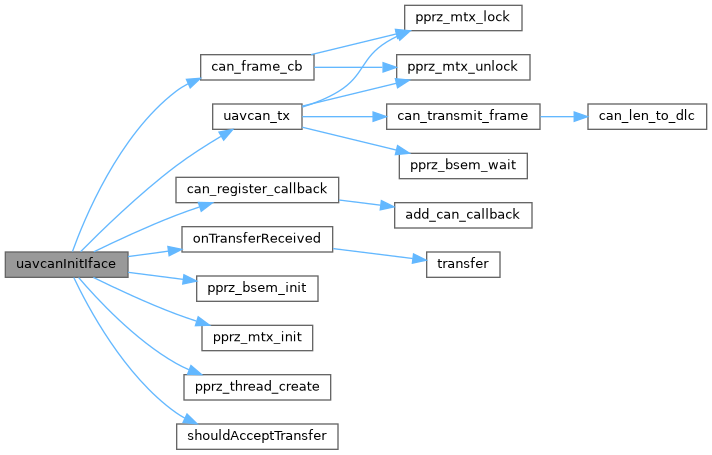 pprz_mtx_lock
can_frame_cb
pprz_mtx_unlock
uavcan_tx
can_transmit_frame
can_len_to_dlc
pprz_bsem_wait
can_register_callback
add_can_callback
onTransferReceived
uavcanInitIface
transfer
pprz_bsem_init
pprz_mtx_init
pprz_thread_create
shouldAcceptTransfer